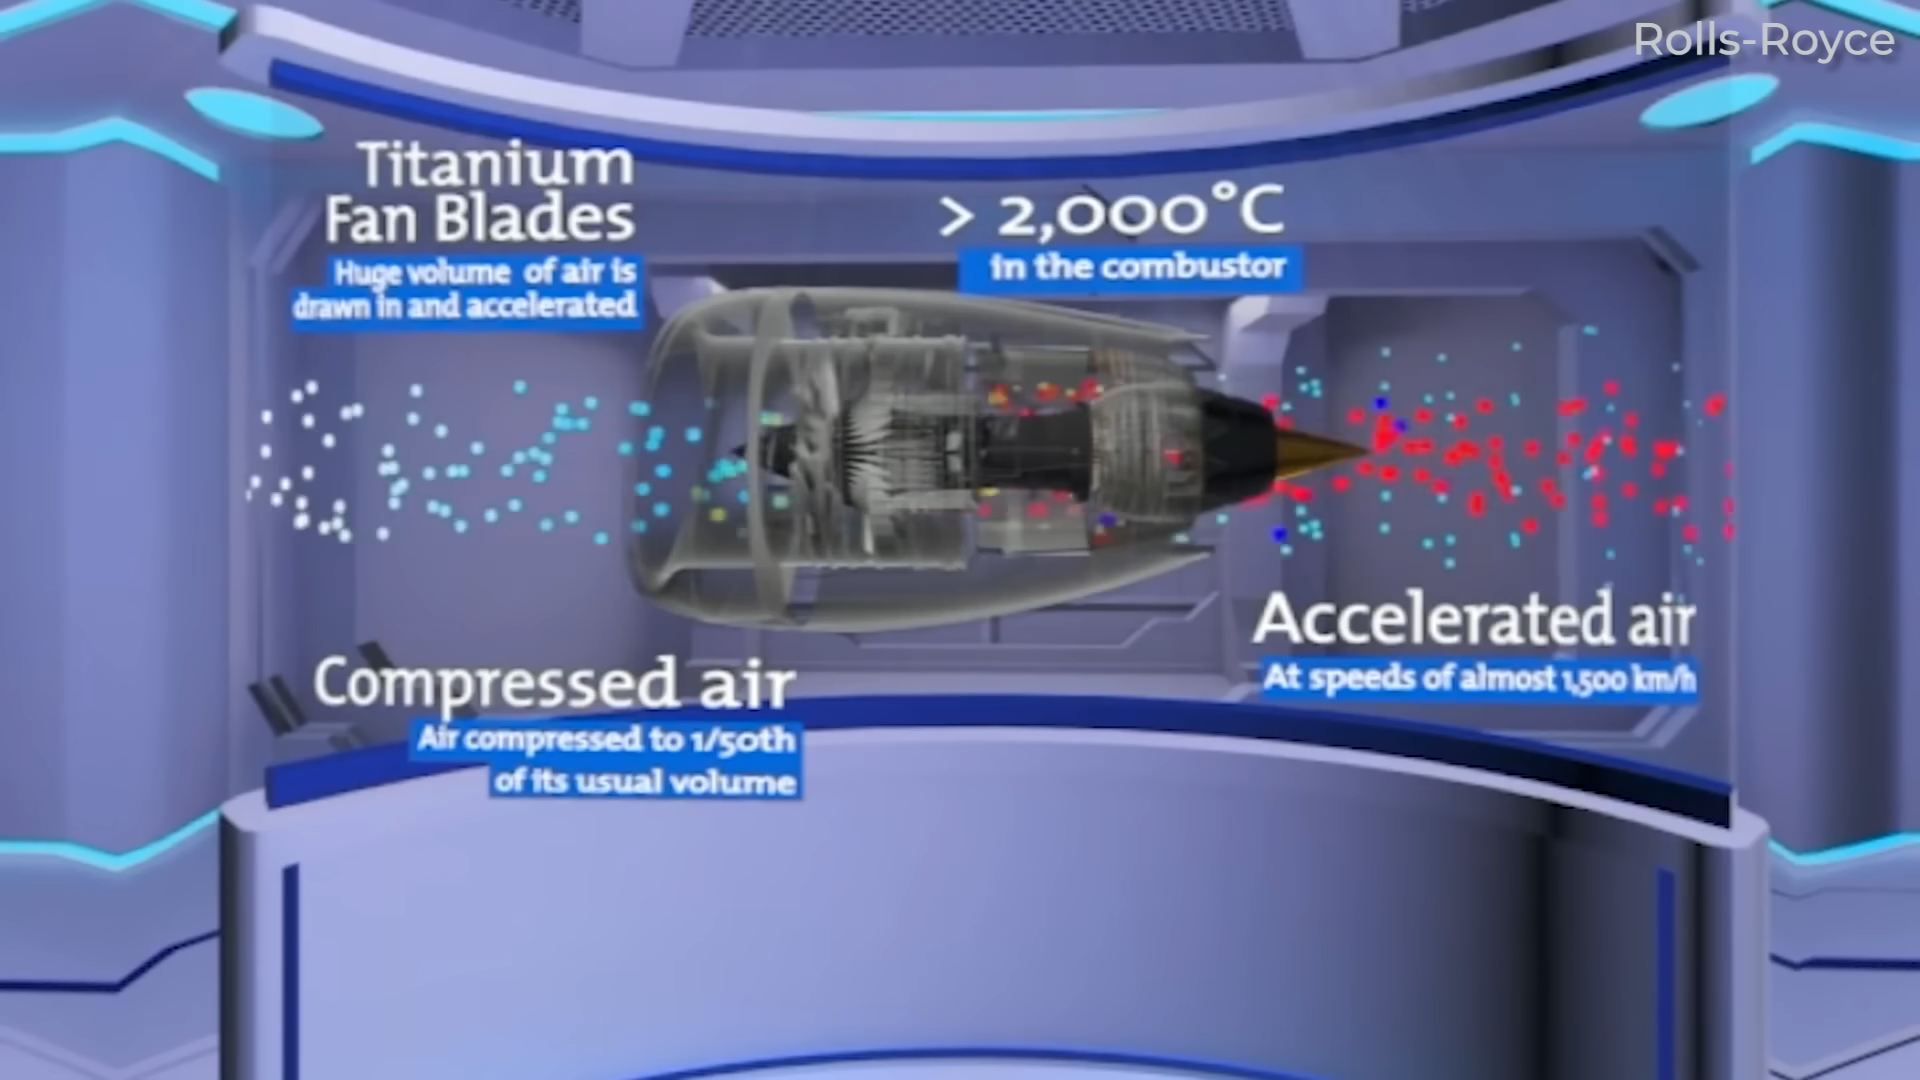 Rolls-Royce
Titanium
Fan Blades
Huge volume of air is
drawn in and accelerated
> 2,000°C
in the combustor
Accelerated air
At speeds of almost 1,500 km/h
Compressed air
Air compressed to 1/50th
of its usual volume